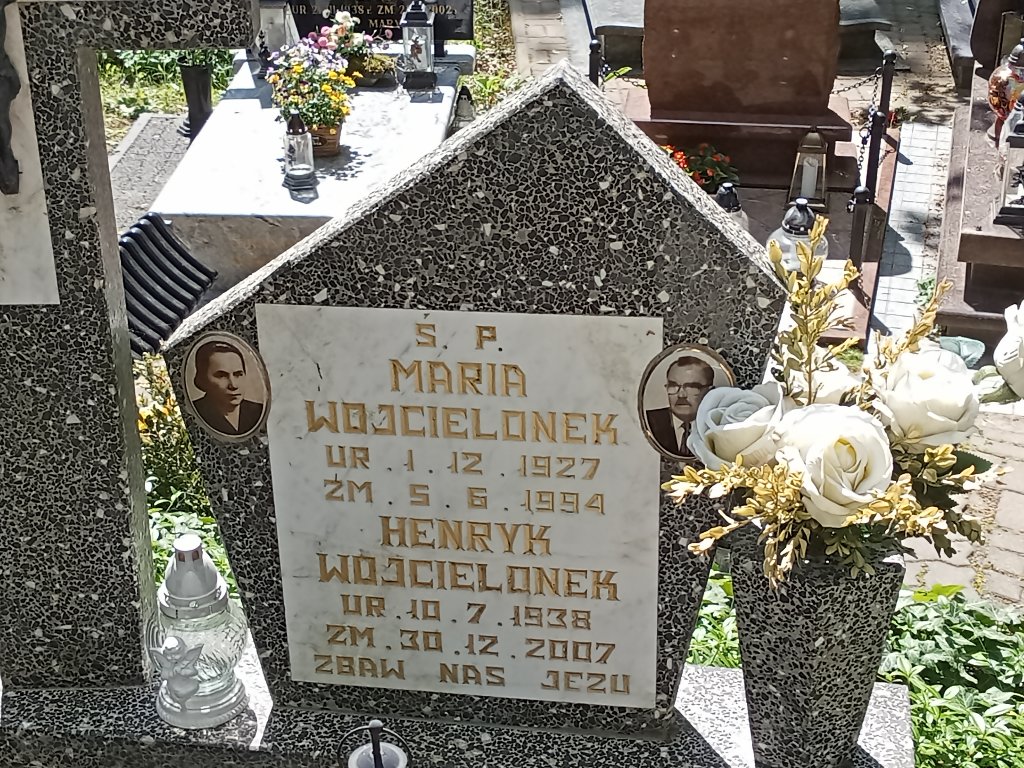 S. P.
MARIA
WOJCIELONEK
UR . 1 . 12 . 1927
ZM . 5 . 6 . 1994
HENRYK
WOJCIELONEK
UR . 10 . 7 . 1938
ZM . 30 . 12 . 2007
ZBAW NAS JEZU